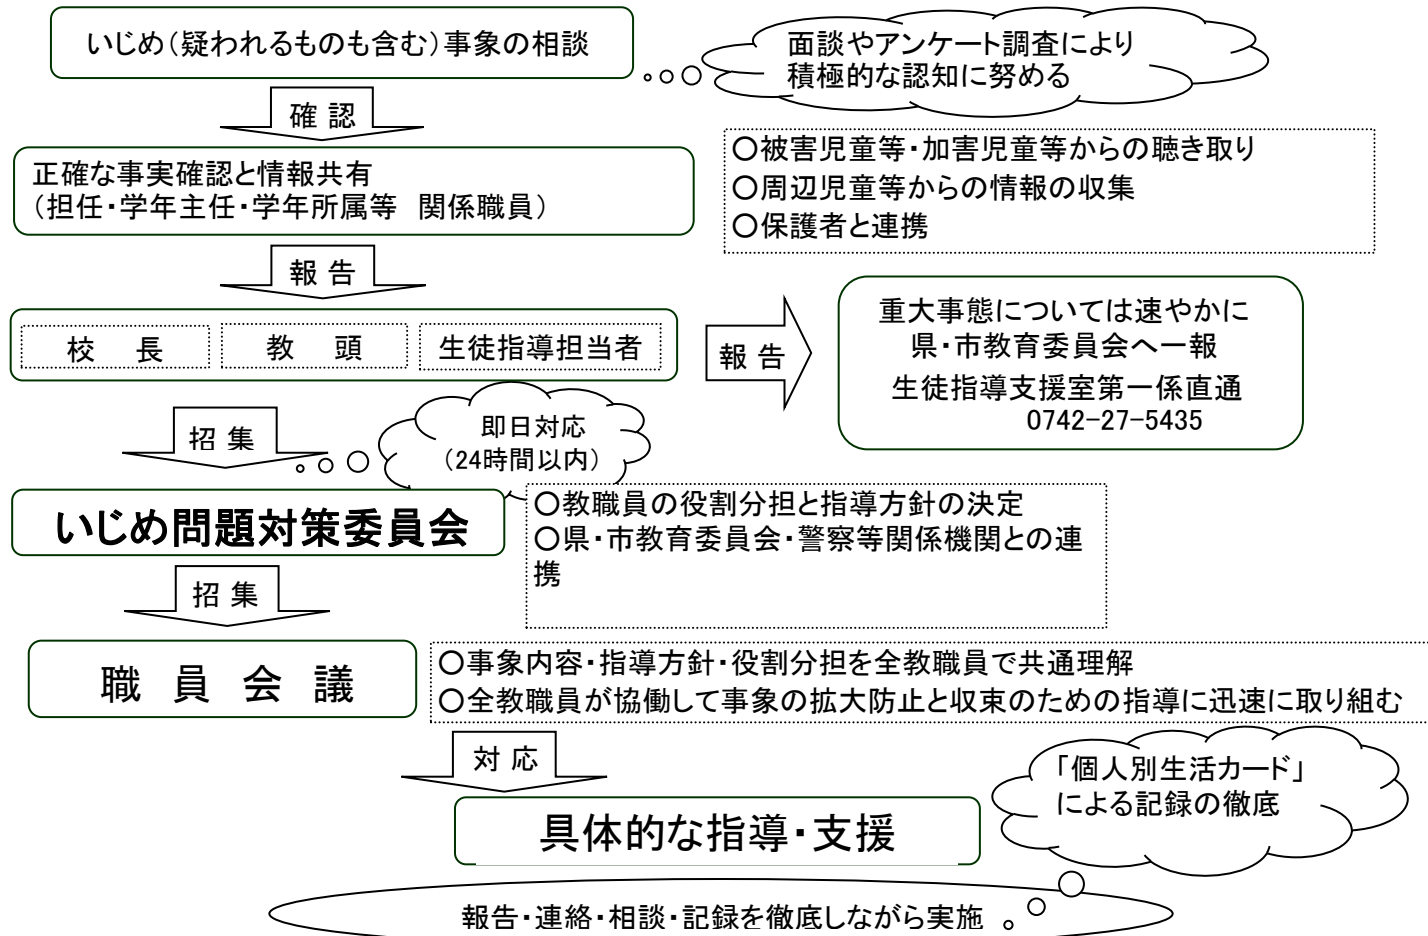 いじめ(疑われるものも含む)事象の相談
面談やアンケート調査により
積極的な認知に努める
確 認
正確な事実確認と情報共有
(担任・学年主任・学年所属等　関係職員)
○被害児童等・加害児童等からの聴き取り
○周辺児童等からの情報の収集
○保護者と連携
報 告
校　長
教　頭
生徒指導担当者
報 告
重大事態については速やかに
県・市教育委員会へ一報
生徒指導支援室第一係直通
0742-27-5435
招 集
即日対応
(24時間以内)
いじめ問題対策委員会
○教職員の役割分担と指導方針の決定
○県・市教育委員会・警察等関係機関との連
携
招 集
職 員 会 議
○事象内容・指導方針・役割分担を全教職員で共通理解
○全教職員が協働して事象の拡大防止と収束のための指導に迅速に取り組む
対 応
「個人別生活カード」
による記録の徹底
具体的な指導・支援
報告・連絡・相談・記録を徹底しながら実施